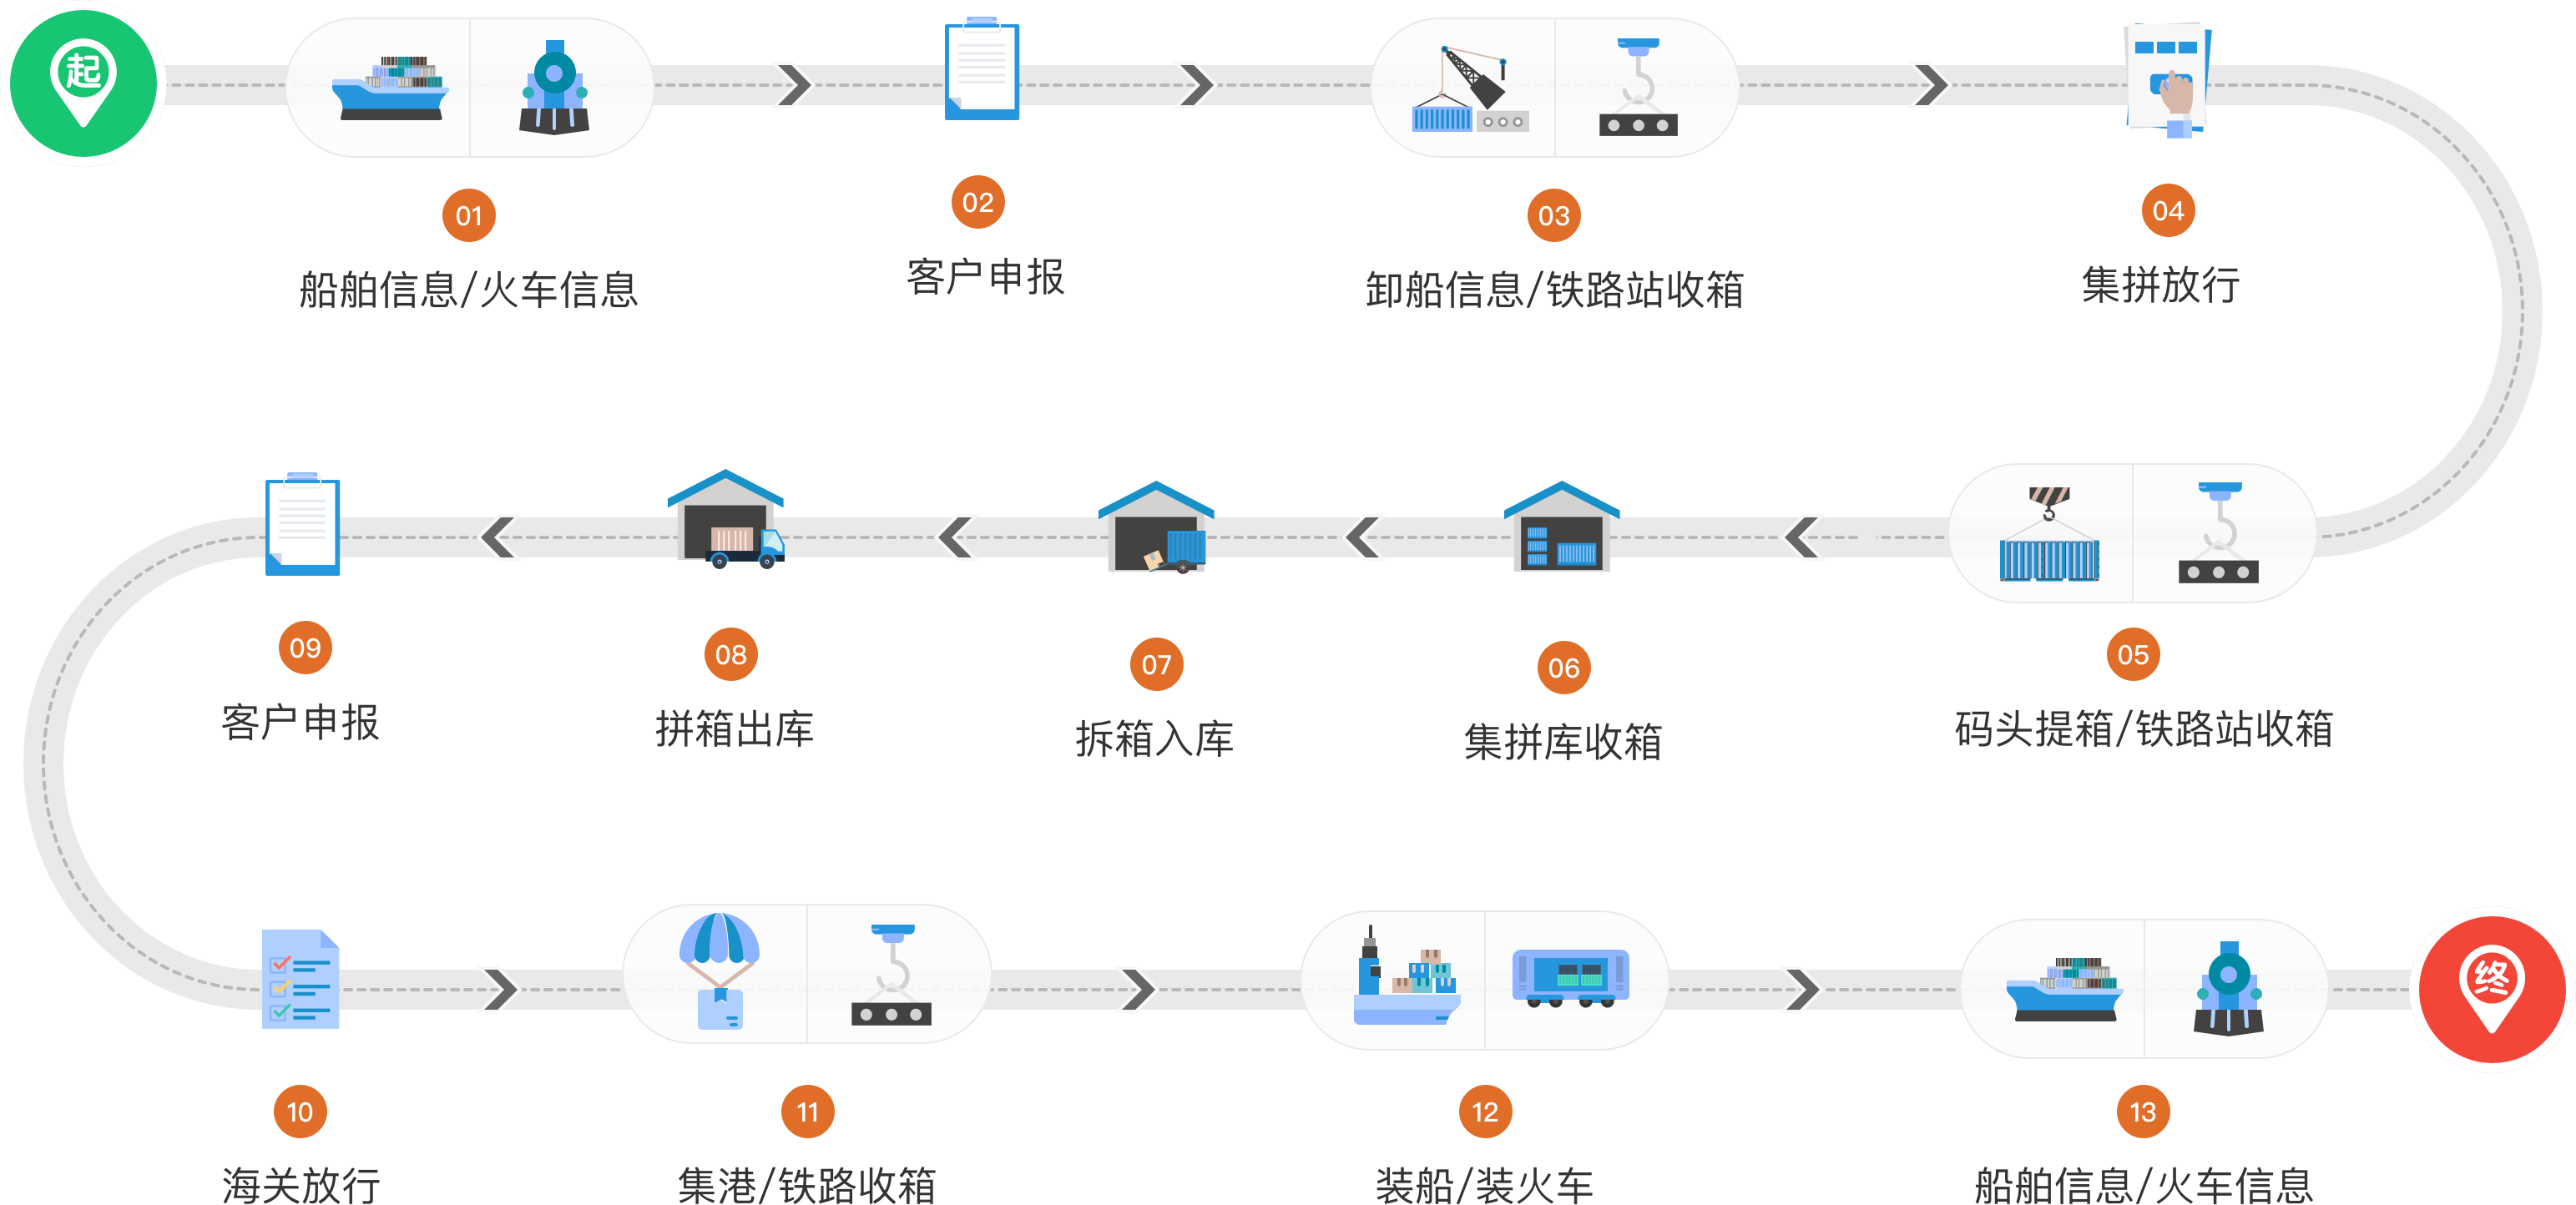 起
01
船舶信息/火车信息
02
客户申报
03
卸船信息/铁路站收箱
04
集拼放行
05
码头提箱/铁路站收箱
06
集拼库收箱
07
拆箱入库
08
拼箱出库
09
客户申报
10
海关放行
11
集港/铁路收箱
12
装船/装火车
13
船舶信息/火车信息
终